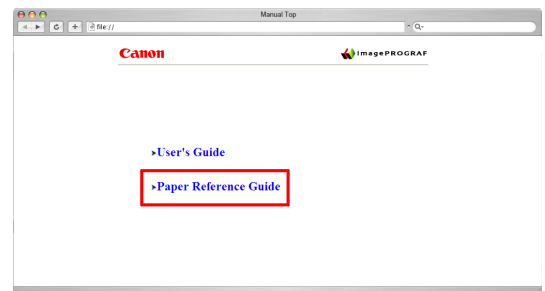 Manual Top
file://
Q
Canon
imagePROGRAF
User's Guide
Paper Reference Guide